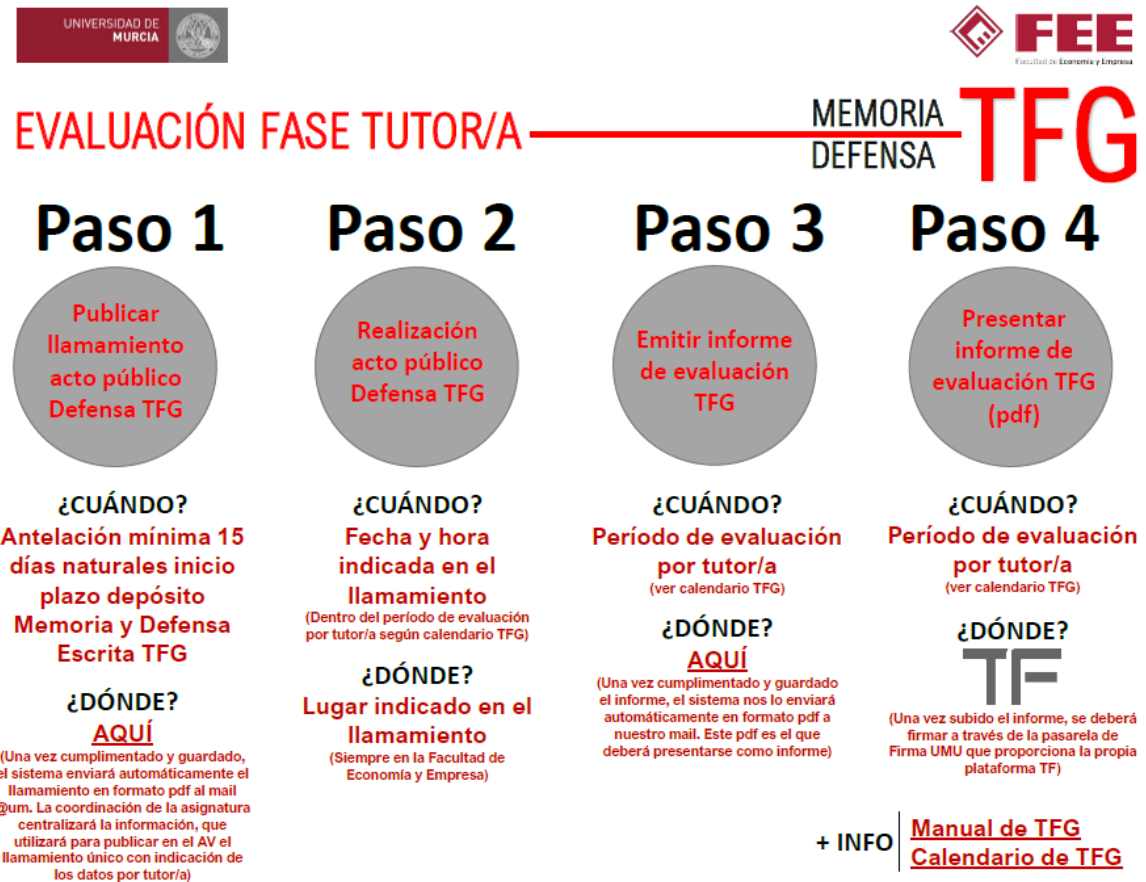 UNIVERSIDAD DE
MURCIA
FEE
Facultad de Economía y Empresa
EVALUACIÓN FASE TUTOR/A
MEMORIA
DEFENSA
TFG
Paso 1
Publicar
llamamiento
acto público
Defensa TFG
¿CUÁNDO?
Antelación mínima 15
días naturales inicio
plazo depósito
Memoria y Defensa
Escrita TFG
¿DÓNDE?
AQUÍ
(Una vez cumplimentado y guardado,
el sistema enviará automáticamente el
llamamiento en formato pdf al mail
@um. La coordinación de la asignatura
centralizará la información, que
utilizará para publicar en el AV el
llamamiento único con indicación de
los datos por tutor/a)
Paso 2
Realización
acto público
Defensa TFG
¿CUÁNDO?
Fecha y hora
indicada en el
llamamiento
(Dentro del período de evaluación
por tutor/a según calendario TFG)
¿DÓNDE?
Lugar indicado en el
llamamiento
(Siempre en la Facultad de
Economía y Empresa)
Paso 3
Emitir informe
de evaluación
TFG
¿CUÁNDO?
Período de evaluación
por tutor/a
(ver calendario TFG)
¿DÓNDE?
AQUÍ
(Una vez cumplimentado y guardado
el informe, el sistema nos lo enviará
automáticamente en formato pdf a
nuestro mail. Este pdf es el que
deberá presentarse como informe)
Paso 4
Presentar
informe de
evaluación TFG
(pdf)
¿CUÁNDO?
Período de evaluación
por tutor/a
(ver calendario TFG)
¿DÓNDE?
TF
(Una vez subido el informe, se deberá
firmar a través de la pasarela de
Firma UMU que proporciona la propia
plataforma TF)
+ INFO
Manual de TFG
Calendario de TFG